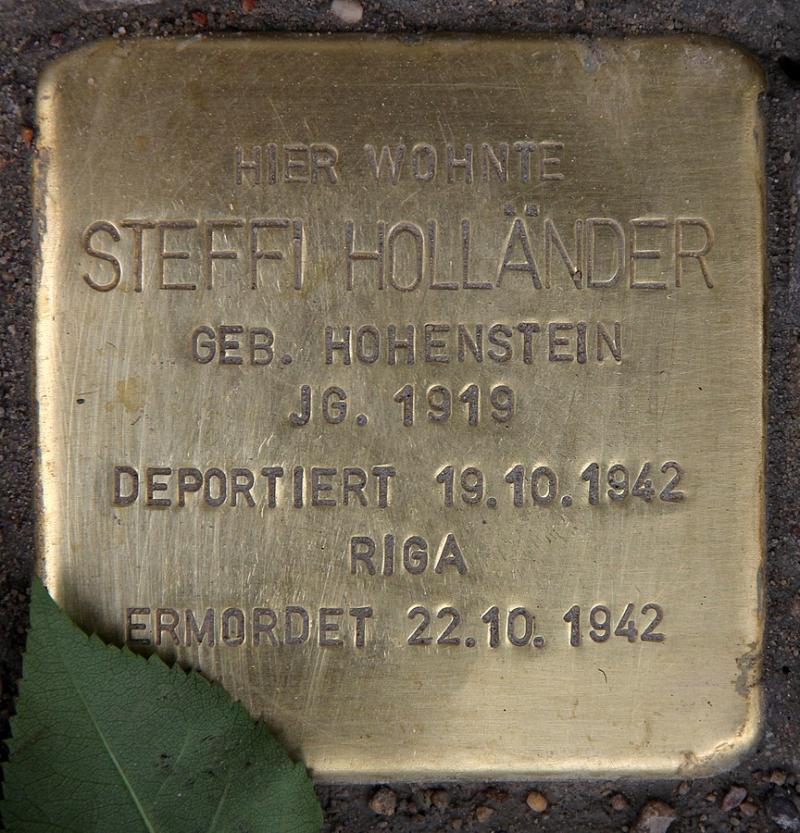 HIER WOHNTE
STEFFI HOLLÄNDER
GEB. HOHENSTEIN
JG. 1919
DEPORTIERT 19.10.1942
RIGA
ERMORDET 22.10.1942